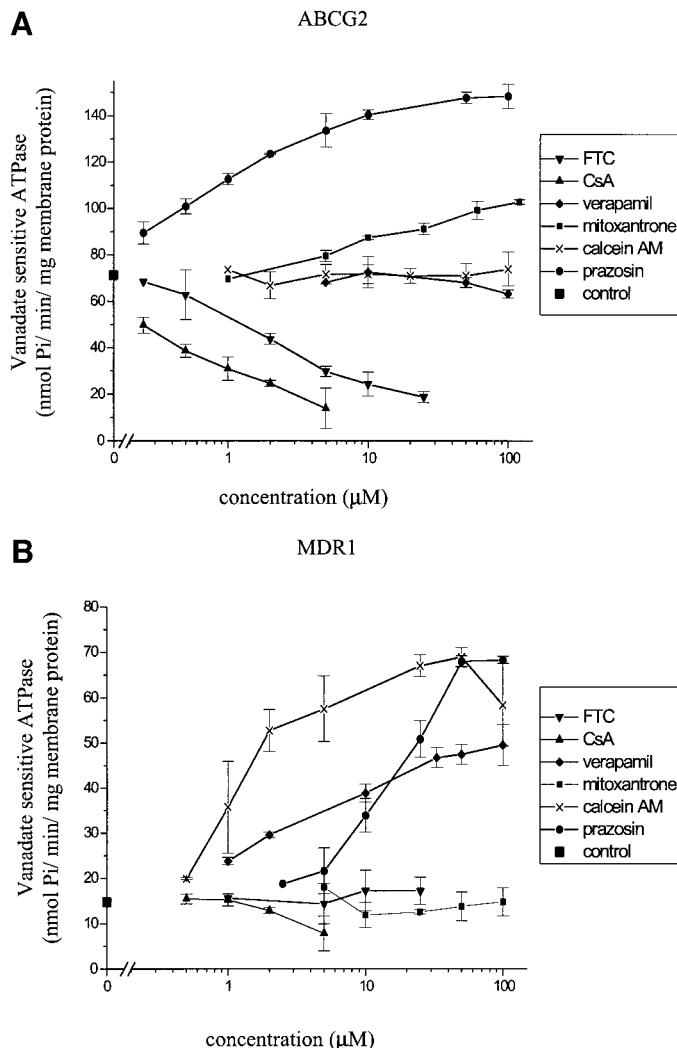 A
ABCG2
Vanadate sensitive ATPase
(nmol Pi/ min/ mg membrane protein)
140
120
100
80
60
40
20
0
0
1
10
100
concentration (μM)
FTC
CsA
verapamil
mitoxantrone
calcein AM
prazosin
control
B
MDR1
Vanadate sensitive ATPase
(nmol Pi/ min/ mg membrane protein)
80
70
60
50
40
30
20
10
0
0
1
10
100
concentration (μM)
FTC
CsA
verapamil
mitoxantrone
calcein AM
prazosin
control